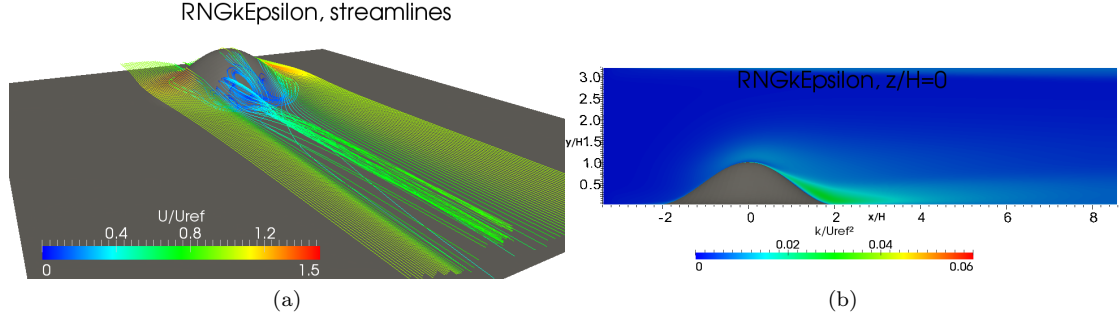 RNGkEpsilon, streamlines
U/Uref
0.4 0.8 1.2
0 1.5
(a)
RNGkEpsilon, z/H=0
3.0
2.5
2.0
y/H 1.5
1.0
0.5
-2 0 2 x/H 4 6 8
k/Uref²
0.02 0.04
0 0.06
(b)